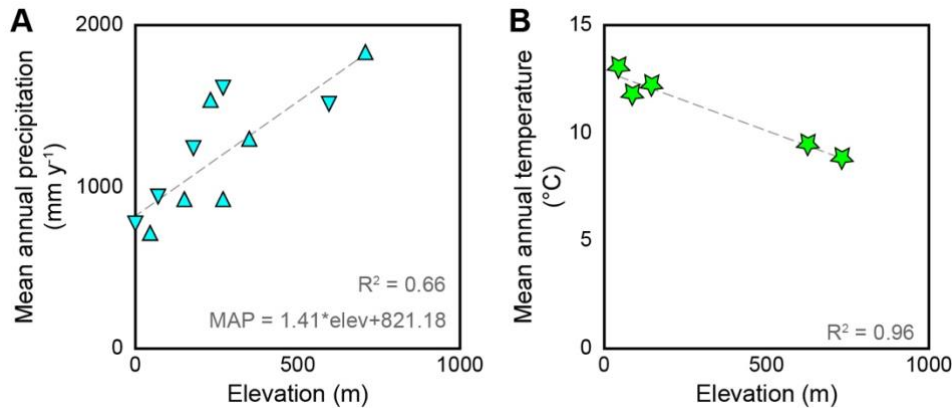 A
2000
1000
0
Mean annual precipitation
(mm y⁻¹)
R² = 0.66
MAP = 1.41*elev+821.18
0
500
1000
Elevation (m)
B
15
10
5
0
Mean annual temperature
(°C)
R² = 0.96
0
500
1000
Elevation (m)